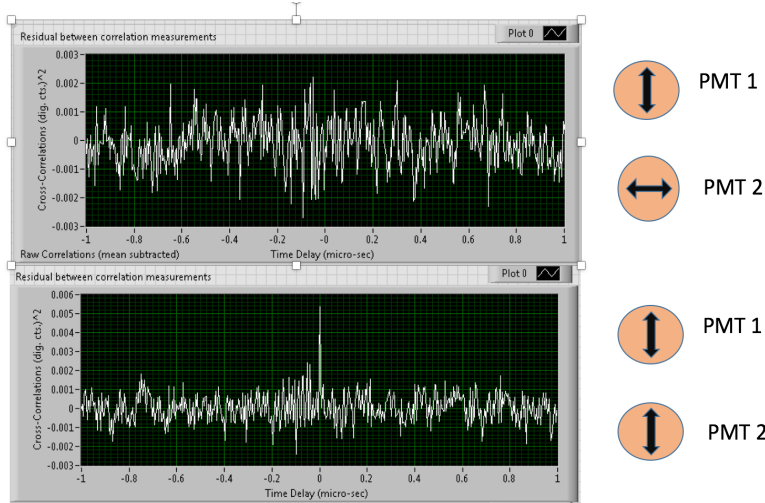 Residual between correlation measurements
Plot 0
Cross-Correlations (dig. cts.)^2
0.003
0.002
0.001
0
-0.001
-0.002
-0.003
-1 -0.8 -0.6 -0.4 -0.2 -0 0.2 0.4 0.6 0.8 1
Raw Correlations (mean subtracted)
Time Delay (micro-sec)
PMT 1
PMT 2
Residual between correlation measurements
Plot 0
Cross-Correlations (dig. cts.)^2
0.006
0.005
0.004
0.003
0.002
0.001
0
-0.001
-0.002
-0.003
-1 -0.8 -0.6 -0.4 -0.2 0 0.2 0.4 0.6 0.8 1
Time Delay (micro-sec)
PMT 1
PMT 2